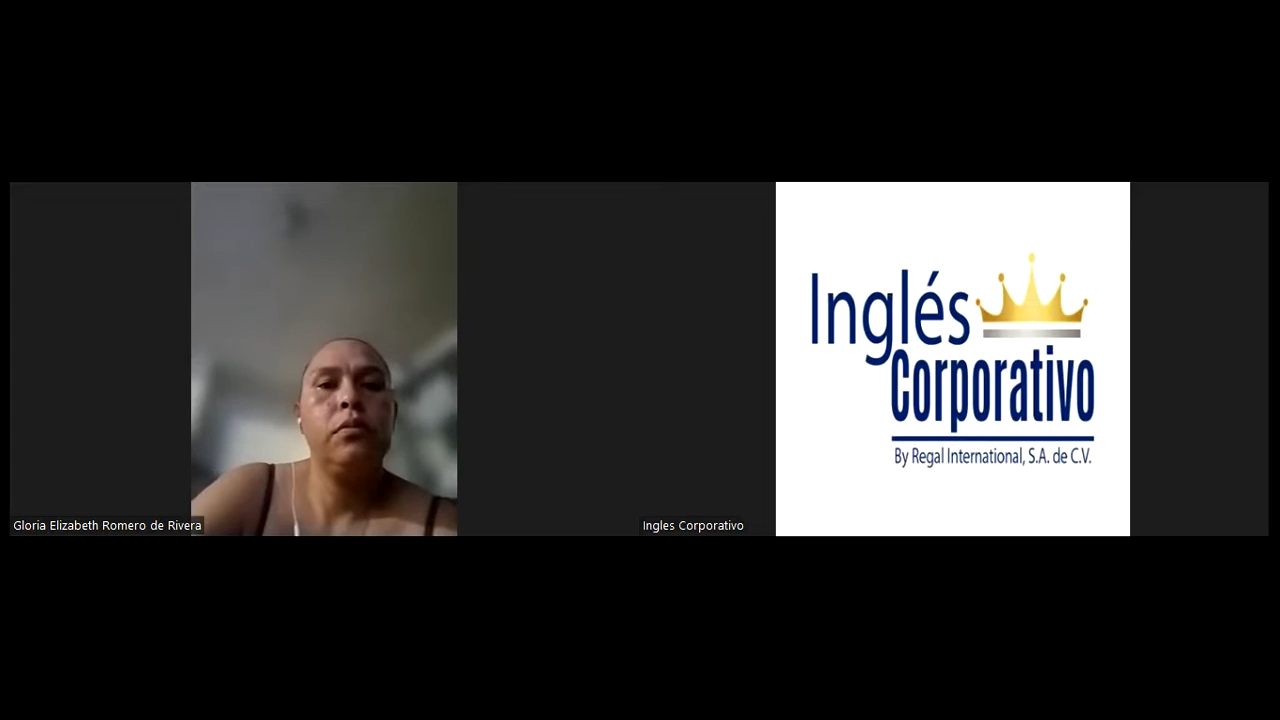 Inglés
Corporativo
By Regal International, S.A. de C.V.
Gloria Elizabeth Romero de Rivera
Ingles Corporativo